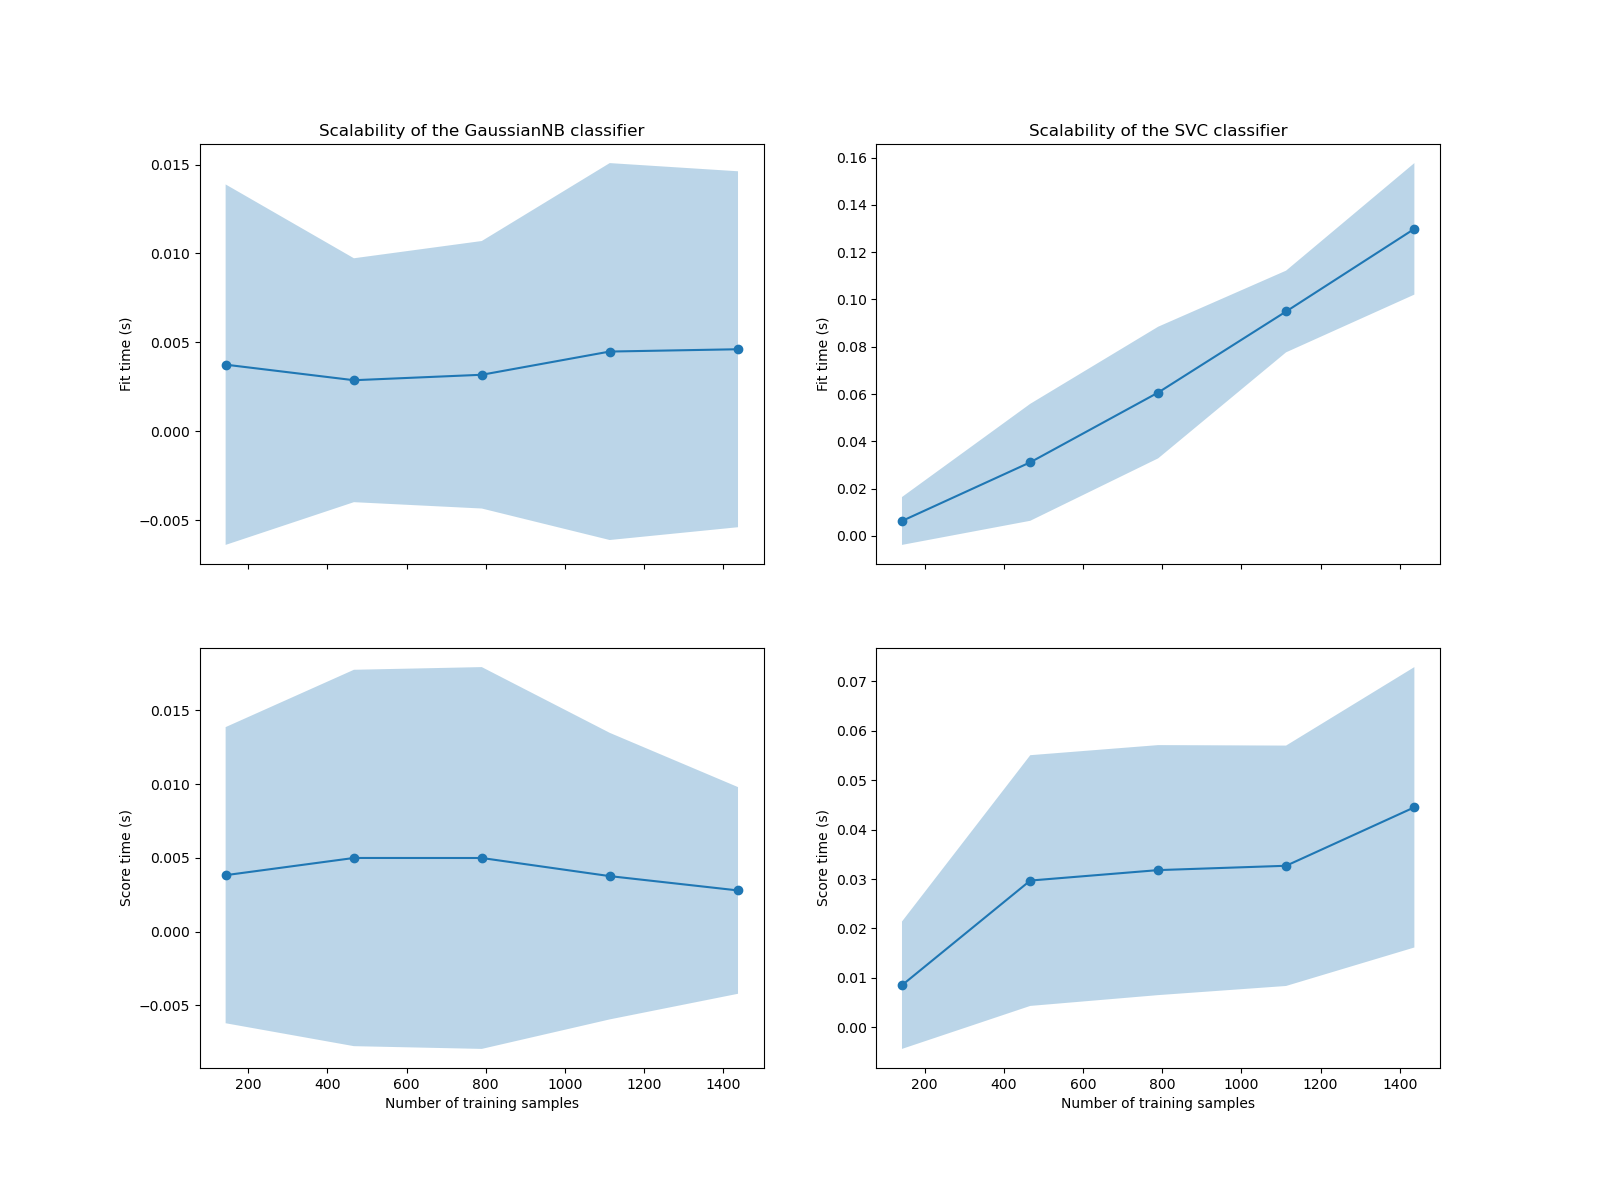 Scalability of the GaussianNB classifier
Fit time (s)
0.015
0.010
0.005
0.000
−0.005
Scalability of the SVC classifier
Fit time (s)
0.16
0.14
0.12
0.10
0.08
0.06
0.04
0.02
0.00
Score time (s)
0.015
0.010
0.005
0.000
−0.005
200 400 600 800 1000 1200 1400
Number of training samples
Score time (s)
0.07
0.06
0.05
0.04
0.03
0.02
0.01
0.00
200 400 600 800 1000 1200 1400
Number of training samples